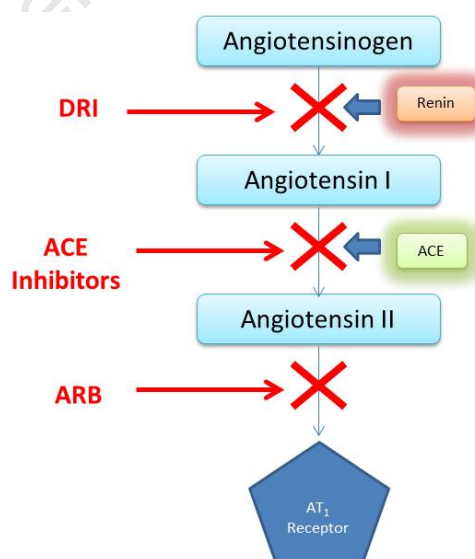 Angiotensinogen
DRI
Renin
Angiotensin I
ACE
Inhibitors
ACE
Angiotensin II
ARB
AT₁
Receptor